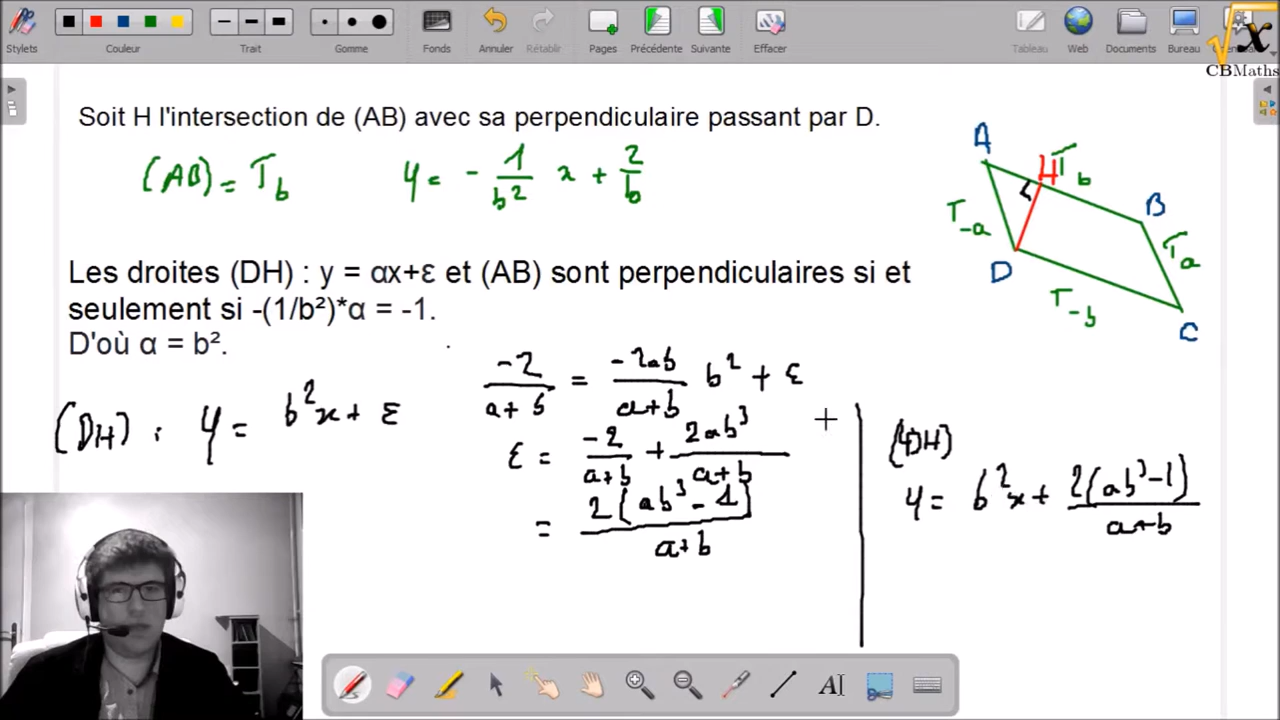 Stylets Couleur Trait Gomme Fonds Annuler Rétablir Pages Précédente Suivante Effacer Tableau Web Documents Bureau
√x
CBMaths
Soit H l'intersection de (AB) avec sa perpendiculaire passant par D.
(AB) = T_b y = - 1/b² x + 2/b
A H T_b B
T_-a T_a
D T_-b C
Les droites (DH) : y = αx+ε et (AB) sont perpendiculaires si et
seulement si -(1/b²)*α = -1.
D'où α = b².
(DH) : y = b²x + ε
-2/(a+b) = -2ab/(a+b) b² + ε
ε = -2/(a+b) + 2ab³/(a+b)
= 2(ab³ - 1)/(a+b)
(DH)
y = b²x + 2(ab³-1)/(a+b)
AI